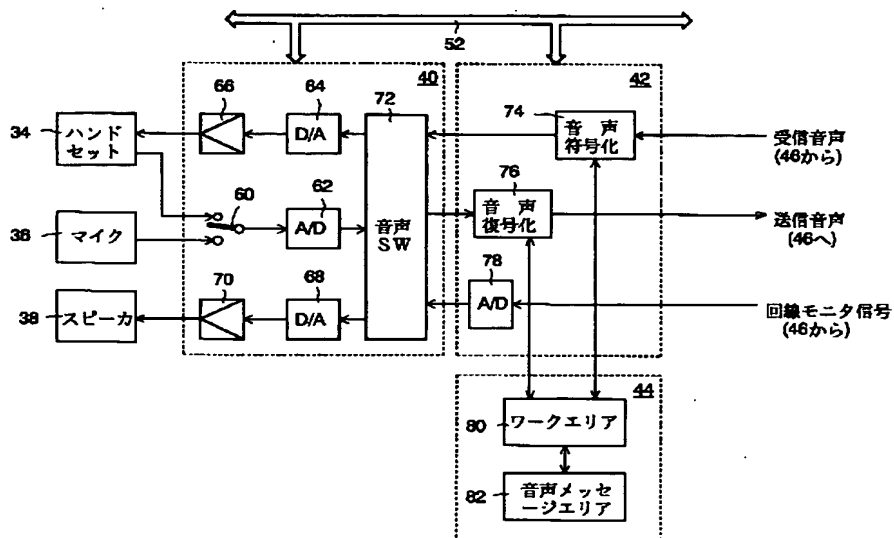 52
40
42
66
64
72
74
34
ハンド
セット
D/A
音声
符号化
受信音声
(46から)
60
62
76
36
マイク
A/D
音声
SW
音声
復号化
送信音声
(46へ)
70
68
78
38
スピーカ
D/A
A/D
回線モニタ信号
(46から)
44
80
ワークエリア
82
音声メッセ
ージエリア